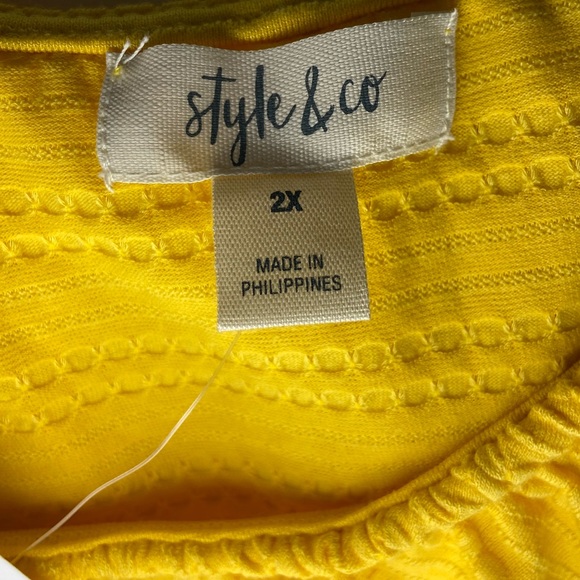 style & co
2X
MADE IN
PHILIPPINES